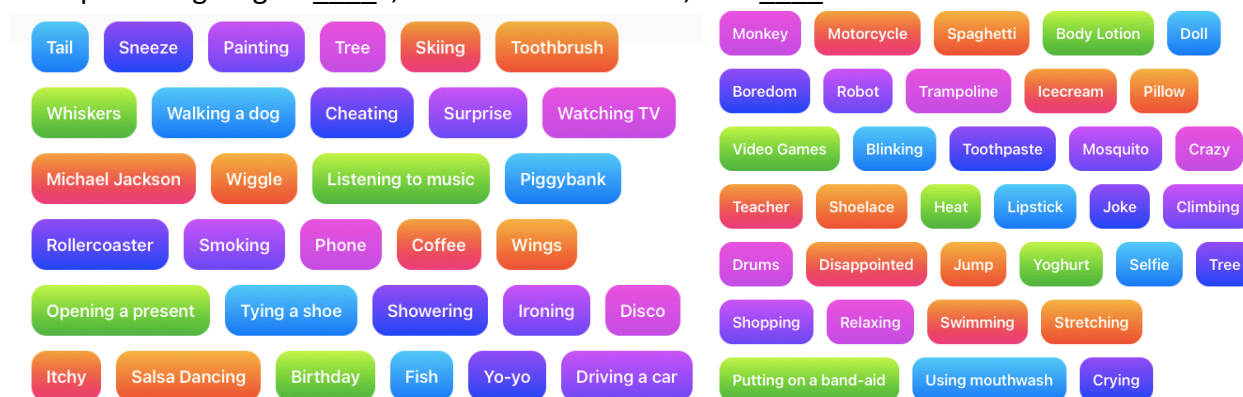 Tail Sneeze Painting Tree Skiing Toothbrush
Whiskers Walking a dog Cheating Surprise Watching TV
Michael Jackson Wiggle Listening to music Piggybank
Rollercoaster Smoking Phone Coffee Wings
Opening a present Tying a shoe Showering Ironing Disco
Itchy Salsa Dancing Birthday Fish Yo-yo Driving a car
Monkey Motorcycle Spaghetti Body Lotion Doll
Boredom Robot Trampoline Icecream Pillow
Video Games Blinking Toothpaste Mosquito Crazy
Teacher Shoelace Heat Lipstick Joke Climbing
Drums Disappointed Jump Yoghurt Selfie Tree
Shopping Relaxing Swimming Stretching
Putting on a band-aid Using mouthwash Crying